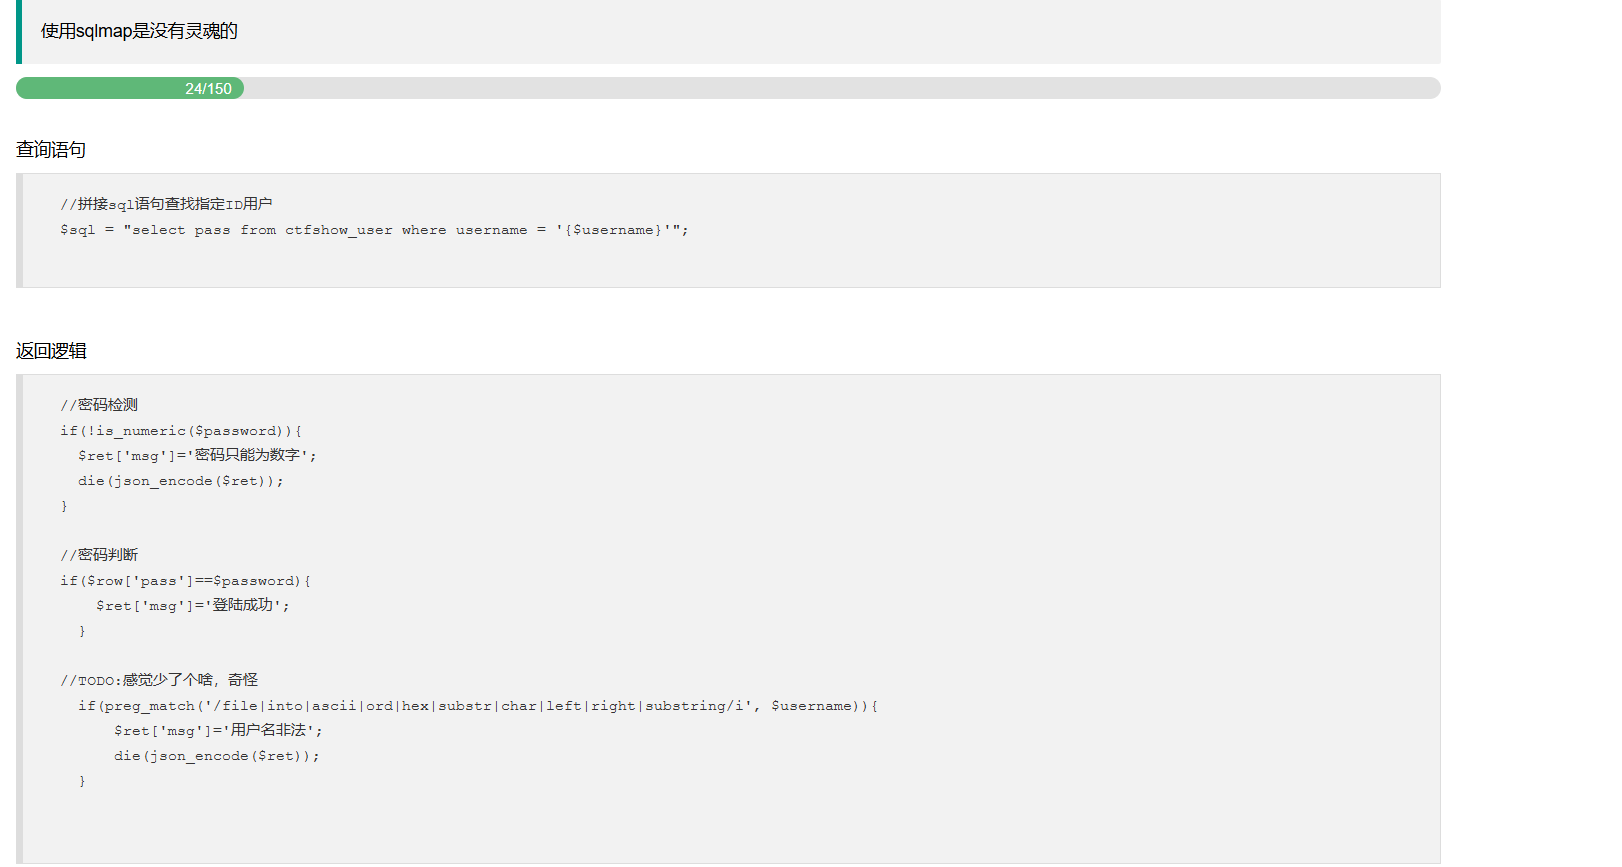 使用sqlmap是没有灵魂的
24/150
查询语句
//拼接sql语句查找指定ID用户
$sql = "select pass from ctfshow_user where username = '{$username}'";
返回逻辑
//密码检测
if(!is_numeric($password)){
$ret['msg']='密码只能为数字';
die(json_encode($ret));
}
//密码判断
if($row['pass']==$password){
$ret['msg']='登陆成功';
}
//TODO:感觉少了个啥，奇怪
if(preg_match('/file|into|ascii|ord|hex|substr|char|left|right|substring/i', $username)){
$ret['msg']='用户名非法';
die(json_encode($ret));
}